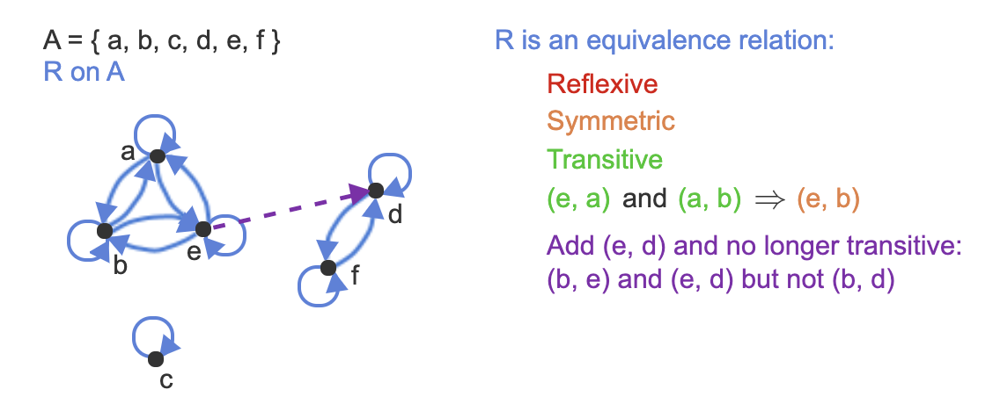 A = { a, b, c, d, e, f }
R on A
a
b
e
d
f
c
R is an equivalence relation:
Reflexive
Symmetric
Transitive
(e, a) and (a, b) ⟹ (e, b)
Add (e, d) and no longer transitive:
(b, e) and (e, d) but not (b, d)